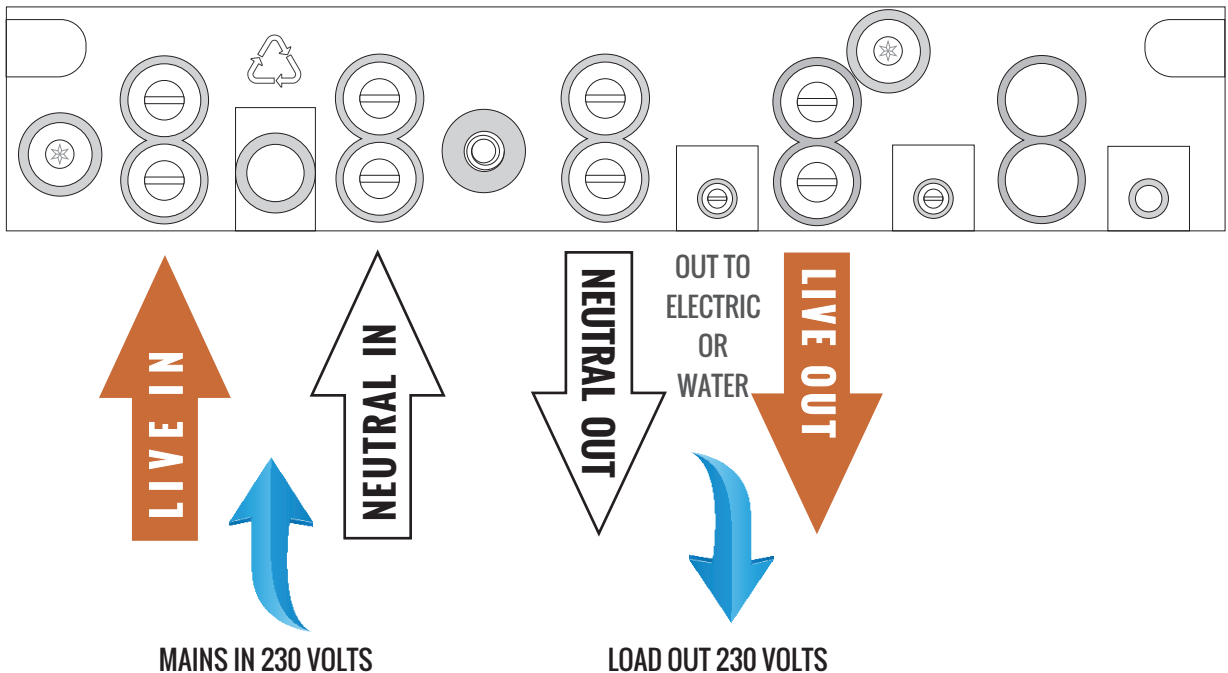 LIVE IN
NEUTRAL IN
NEUTRAL OUT
OUT TO
ELECTRIC
OR
WATER
LIVE OUT
MAINS IN 230 VOLTS
LOAD OUT 230 VOLTS